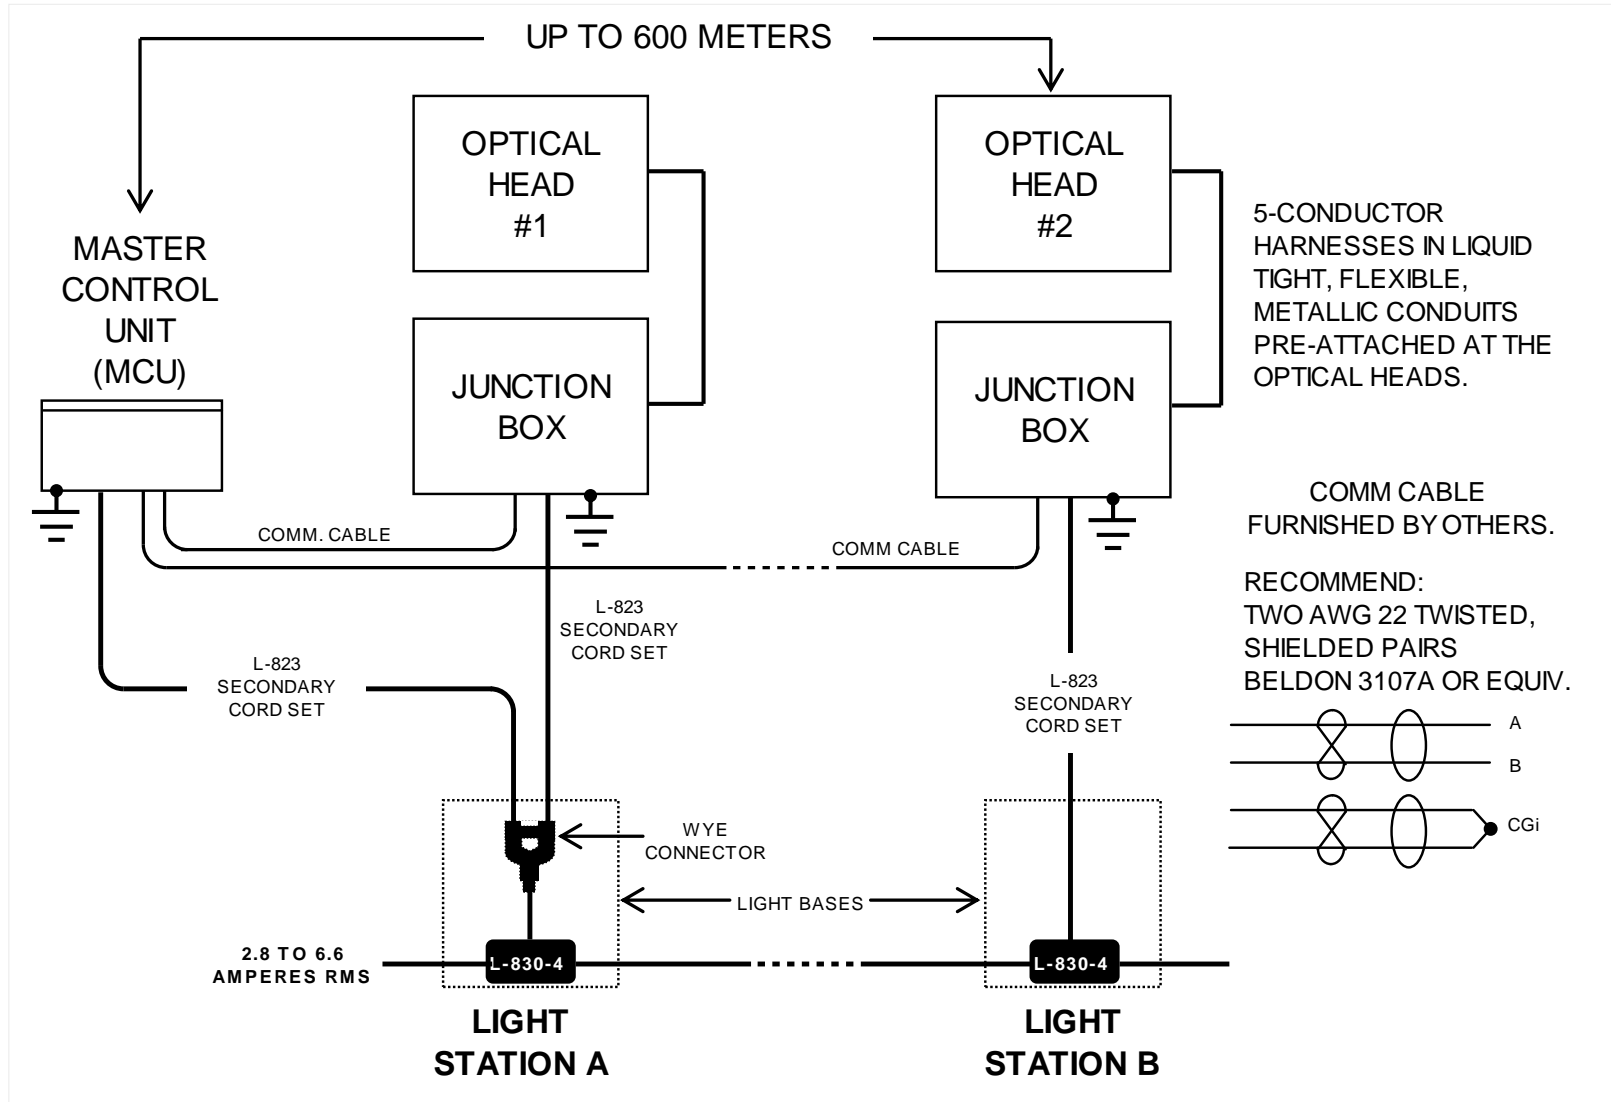 UP TO 600 METERS
MASTER
CONTROL
UNIT
(MCU)
OPTICAL
HEAD
#1
JUNCTION
BOX
OPTICAL
HEAD
#2
JUNCTION
BOX
5-CONDUCTOR
HARNESSES IN LIQUID
TIGHT, FLEXIBLE,
METALLIC CONDUITS
PRE-ATTACHED AT THE
OPTICAL HEADS.
COMM CABLE
FURNISHED BY OTHERS.
RECOMMEND:
TWO AWG 22 TWISTED,
SHIELDED PAIRS
BELDON 3107A OR EQUIV.
A
B
CGi
COMM. CABLE
COMM CABLE
L-823
SECONDARY
CORD SET
L-823
SECONDARY
CORD SET
L-823
SECONDARY
CORD SET
WYE
CONNECTOR
LIGHT BASES
2.8 TO 6.6
AMPERES RMS
L-830-4
L-830-4
LIGHT
STATION A
LIGHT
STATION B